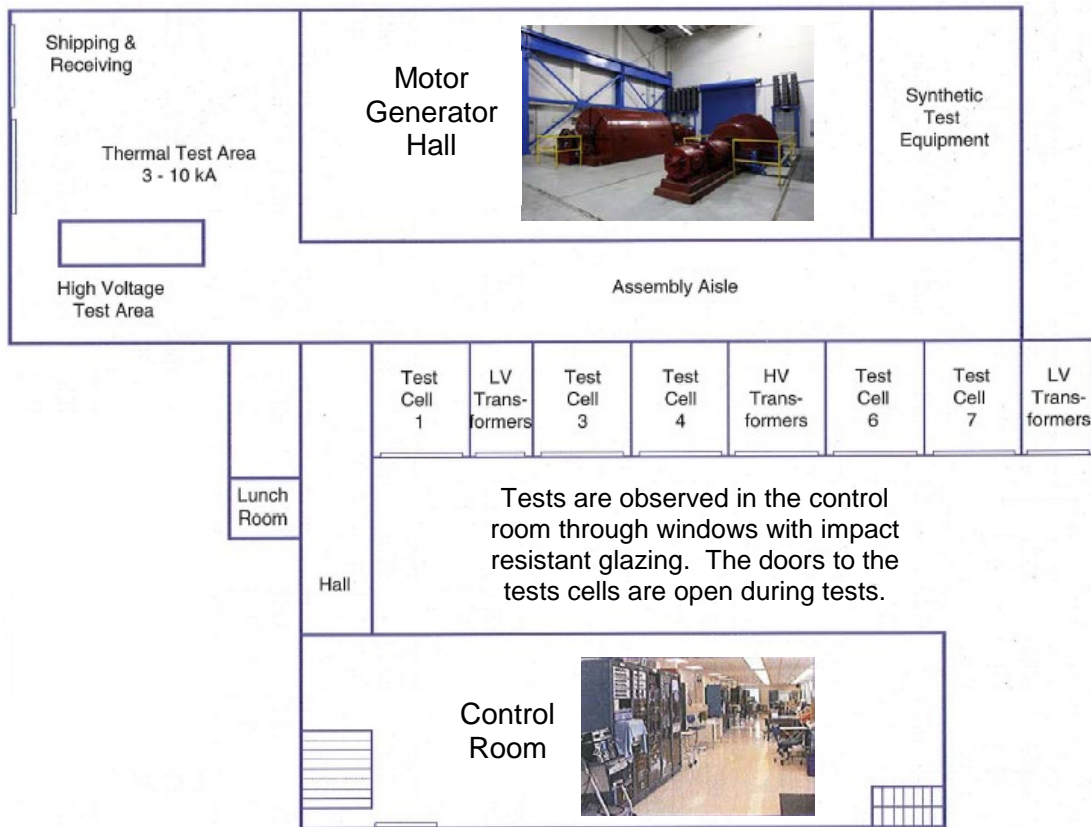 Shipping &
Receiving
Motor
Generator
Hall
Synthetic
Test
Equipment
Thermal Test Area
3 - 10 kA
High Voltage
Test Area
Assembly Aisle
Test
Cell
1
LV
Trans-
formers
Test
Cell
3
Test
Cell
4
HV
Trans-
formers
Test
Cell
6
Test
Cell
7
LV
Trans-
formers
Lunch
Room
Hall
Tests are observed in the control
room through windows with impact
resistant glazing. The doors to the
tests cells are open during tests.
Control
Room